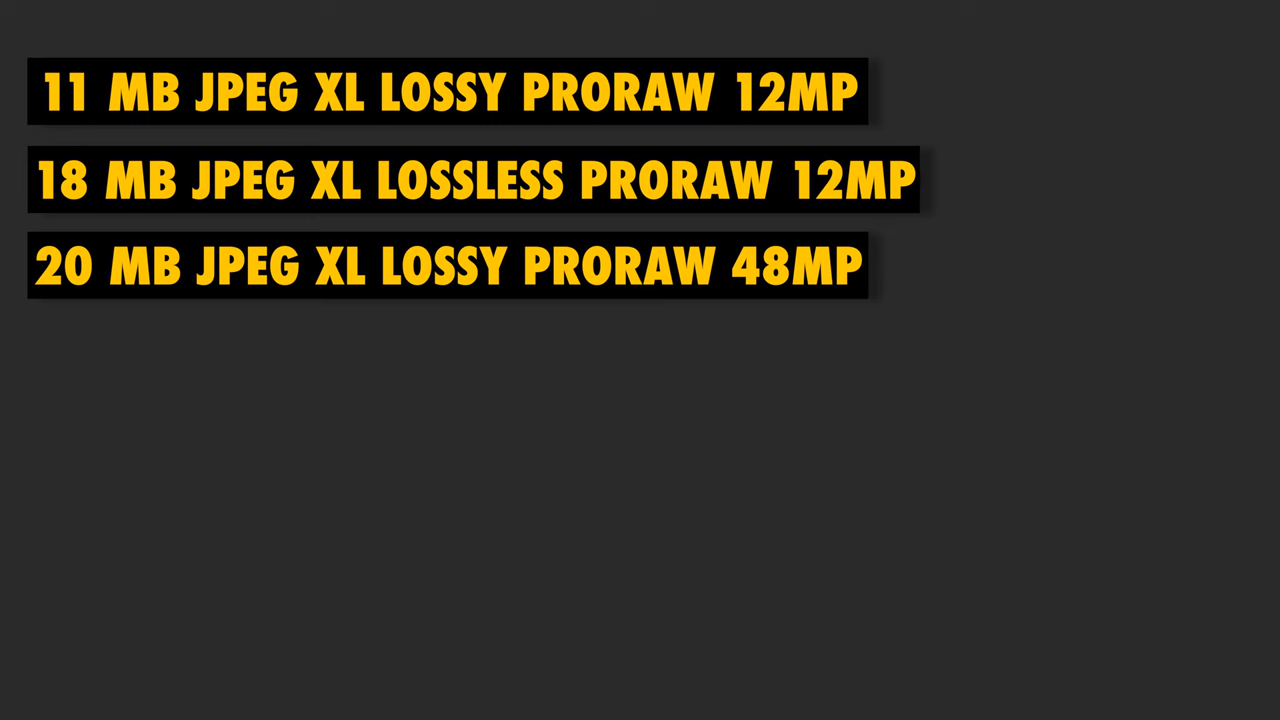 11 MB JPEG XL LOSSY PRORAW 12MP
18 MB JPEG XL LOSSLESS PRORAW 12MP
20 MB JPEG XL LOSSY PRORAW 48MP